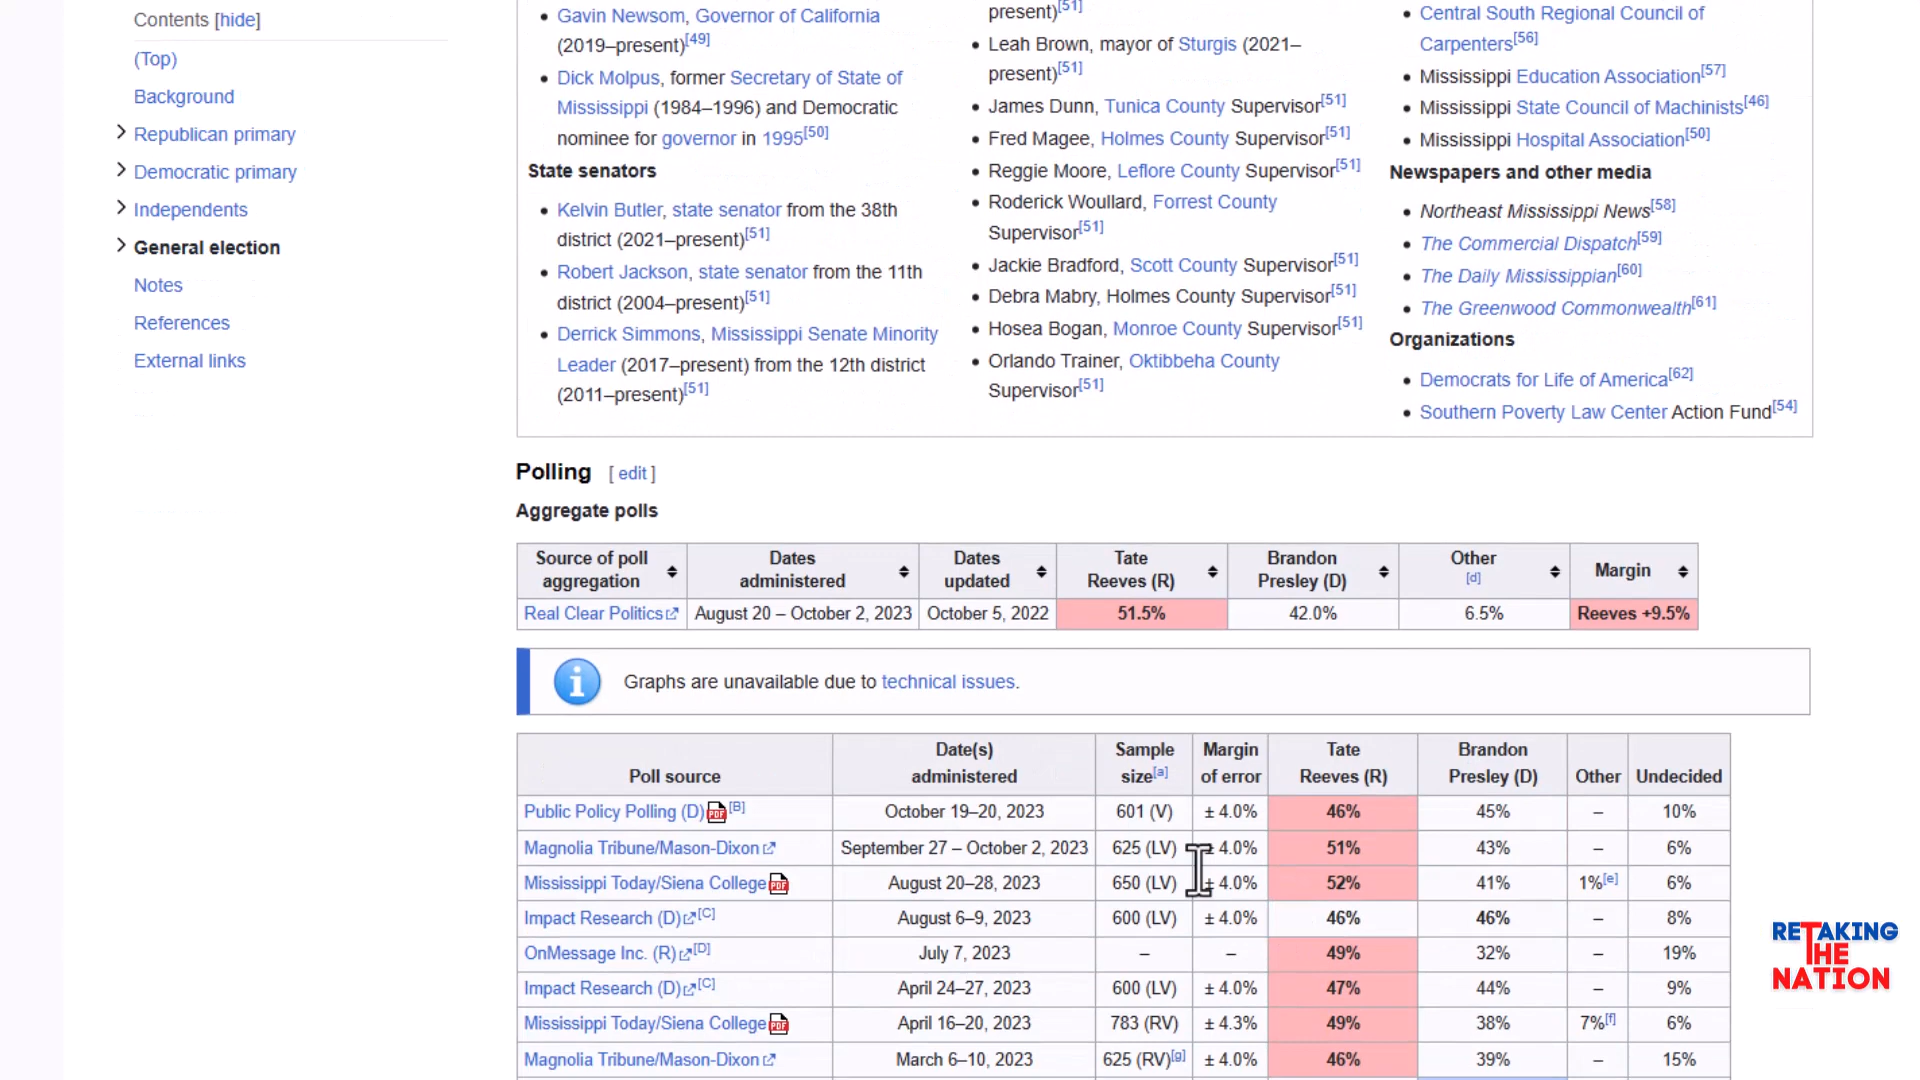 Contents [hide]
(Top)
Background
Republican primary
Democratic primary
Independents
General election
Notes
References
External links
Gavin Newsom, Governor of California
(2019–present)[49]
Dick Molpus, former Secretary of State of
Mississippi (1984–1996) and Democratic
nominee for governor in 1995[50]
State senators
Kelvin Butler, state senator from the 38th
district (2021–present)[51]
Robert Jackson, state senator from the 11th
district (2004–present)[51]
Derrick Simmons, Mississippi Senate Minority
Leader (2017–present) from the 12th district
(2011–present)[51]
present)[51]
Leah Brown, mayor of Sturgis (2021–
present)[51]
James Dunn, Tunica County Supervisor[51]
Fred Magee, Holmes County Supervisor[51]
Reggie Moore, Leflore County Supervisor[51]
Roderick Woullard, Forrest County
Supervisor[51]
Jackie Bradford, Scott County Supervisor[51]
Debra Mabry, Holmes County Supervisor[51]
Hosea Bogan, Monroe County Supervisor[51]
Orlando Trainer, Oktibbeha County
Supervisor[51]
Central South Regional Council of
Carpenters[56]
Mississippi Education Association[57]
Mississippi State Council of Machinists[46]
Mississippi Hospital Association[50]
Newspapers and other media
Northeast Mississippi News[58]
The Commercial Dispatch[59]
The Daily Mississippian[60]
The Greenwood Commonwealth[61]
Organizations
Democrats for Life of America[62]
Southern Poverty Law Center Action Fund[54]
Polling [ edit ]
Aggregate polls
Source of poll aggregation Dates administered Dates updated Tate Reeves (R) Brandon Presley (D) Other [d] Margin
Real Clear Politics August 20 – October 2, 2023 October 5, 2022 51.5% 42.0% 6.5% Reeves +9.5%
Graphs are unavailable due to technical issues.
Poll source Date(s) administered Sample size[a] Margin of error Tate Reeves (R) Brandon Presley (D) Other Undecided
Public Policy Polling (D) PDF [B] October 19–20, 2023 601 (V) ± 4.0% 46% 45% – 10%
Magnolia Tribune/Mason-Dixon September 27 – October 2, 2023 625 (LV) ± 4.0% 51% 43% – 6%
Mississippi Today/Siena College PDF August 20–28, 2023 650 (LV) ± 4.0% 52% 41% 1%[e] 6%
Impact Research (D)[C] August 6–9, 2023 600 (LV) ± 4.0% 46% 46% – 8%
OnMessage Inc. (R)[D] July 7, 2023 – – 49% 32% – 19%
Impact Research (D)[C] April 24–27, 2023 600 (LV) ± 4.0% 47% 44% – 9%
Mississippi Today/Siena College PDF April 16–20, 2023 783 (RV) ± 4.3% 49% 38% 7%[f] 6%
Magnolia Tribune/Mason-Dixon March 6–10, 2023 625 (RV)[g] ± 4.0% 46% 39% – 15%
RETAKING
THE
NATION